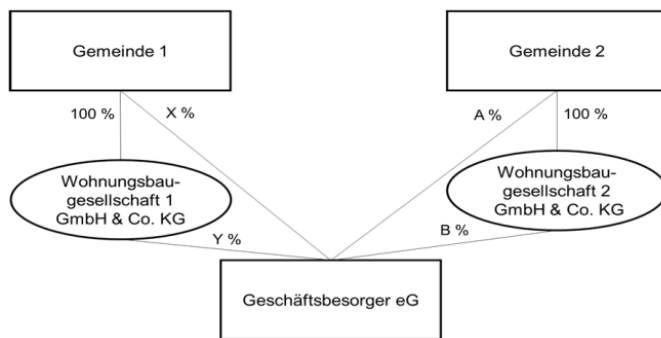 Gemeinde 1
Gemeinde 2
100 %
X %
A %
100 %
Wohnungsbau-
gesellschaft 1
GmbH & Co. KG
Wohnungsbau-
gesellschaft 2
GmbH & Co. KG
Y %
B %
Geschäftsbesorger eG